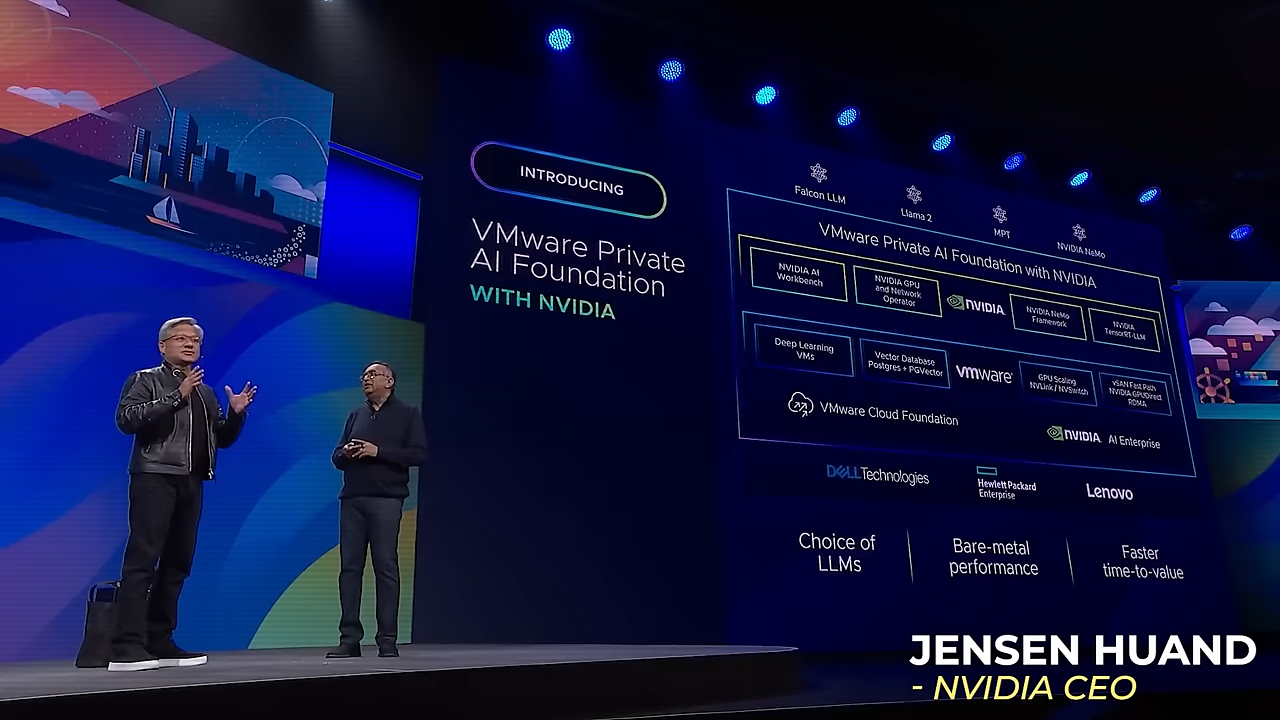 INTRODUCING
VMware Private
AI Foundation
WITH NVIDIA
Falcon LLM
Llama 2
MPT
NVIDIA NeMo
VMware Private AI Foundation with NVIDIA
NVIDIA AI
Workbench
NVIDIA GPU
and Network
Operator
NVIDIA
NVIDIA NeMo
Framework
NVIDIA
TensorRT-LLM
Deep Learning
VMs
Vector Database
Postgres + PGVector
vmware
GPU Scaling
NVLink / NVSwitch
vSAN Fast Path
NVIDIA GPUDirect
RDMA
VMware Cloud Foundation
NVIDIA AI Enterprise
DELL Technologies
Hewlett Packard
Enterprise
Lenovo
Choice of
LLMs
Bare-metal
performance
Faster
time-to-value
JENSEN HUAND
- NVIDIA CEO